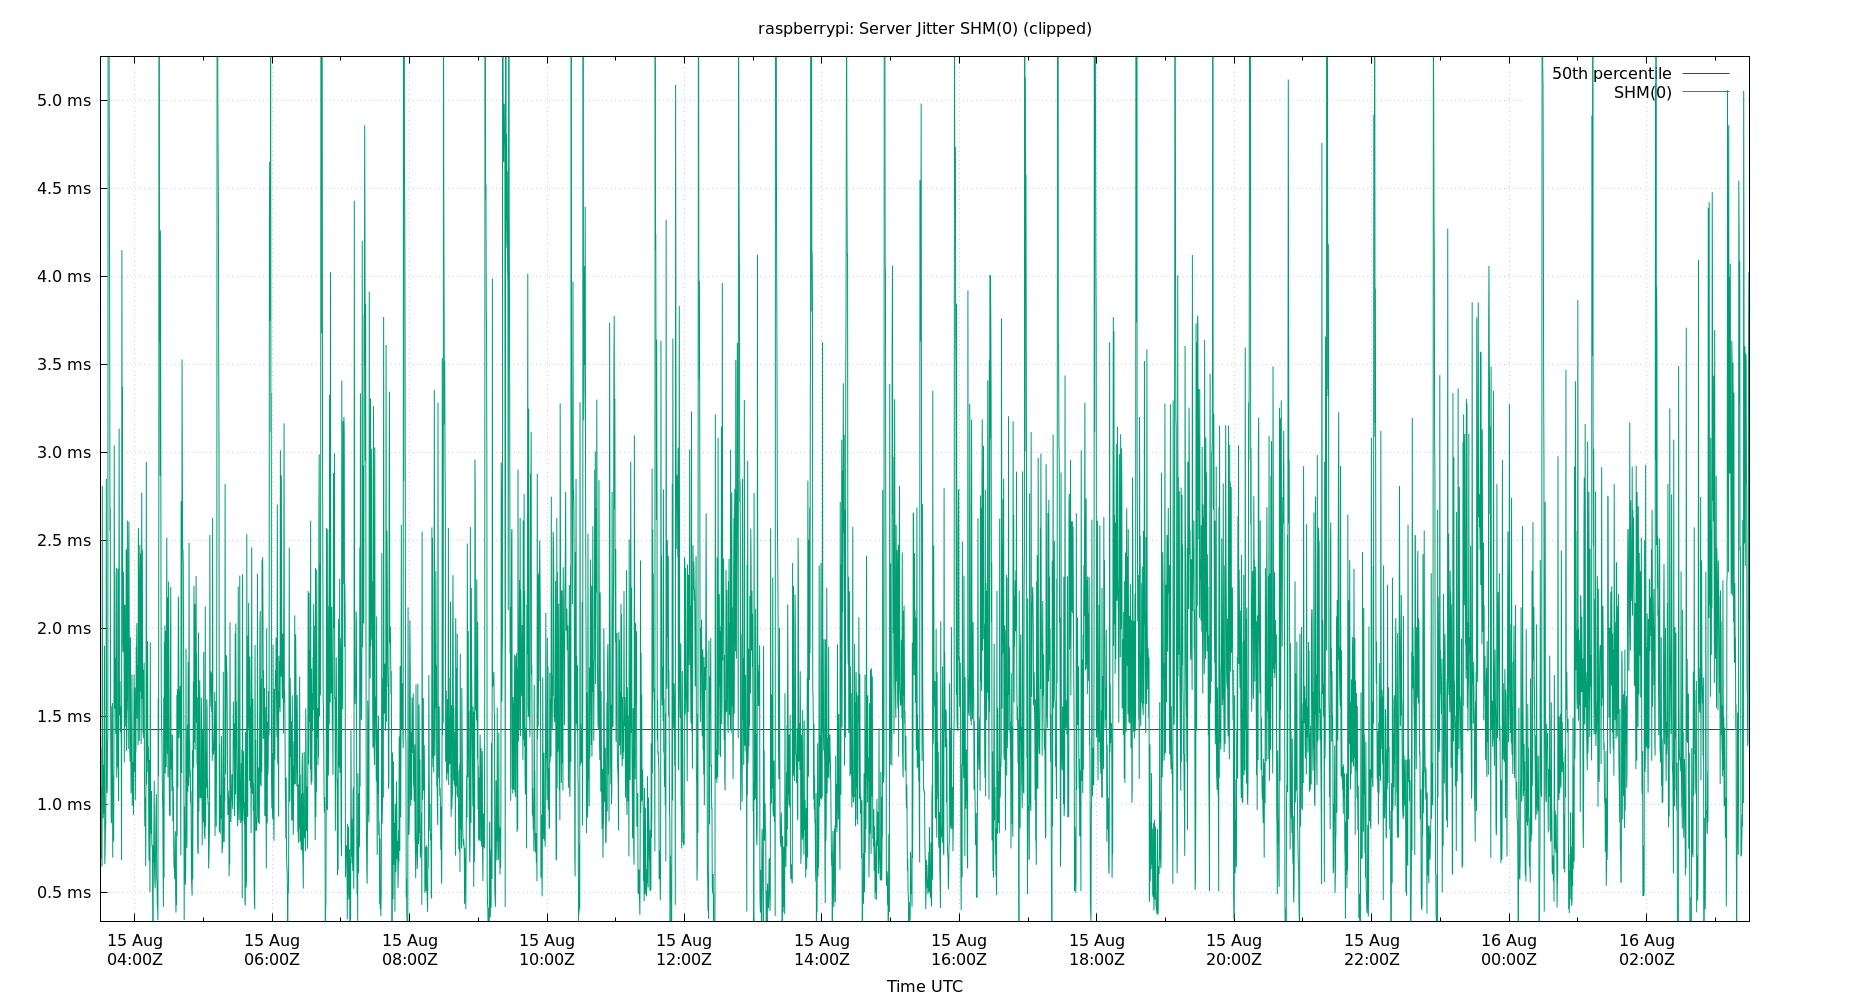 raspberrypi: Server Jitter SHM(0) (clipped)
50th percentile
SHM(0)
5.0 ms
4.5 ms
4.0 ms
3.5 ms
3.0 ms
2.5 ms
2.0 ms
1.5 ms
1.0 ms
0.5 ms
15 Aug 15 Aug 15 Aug 15 Aug 15 Aug 15 Aug 15 Aug 15 Aug 15 Aug 15 Aug 16 Aug 16 Aug
04:00Z 06:00Z 08:00Z 10:00Z 12:00Z 14:00Z 16:00Z 18:00Z 20:00Z 22:00Z 00:00Z 02:00Z
Time UTC